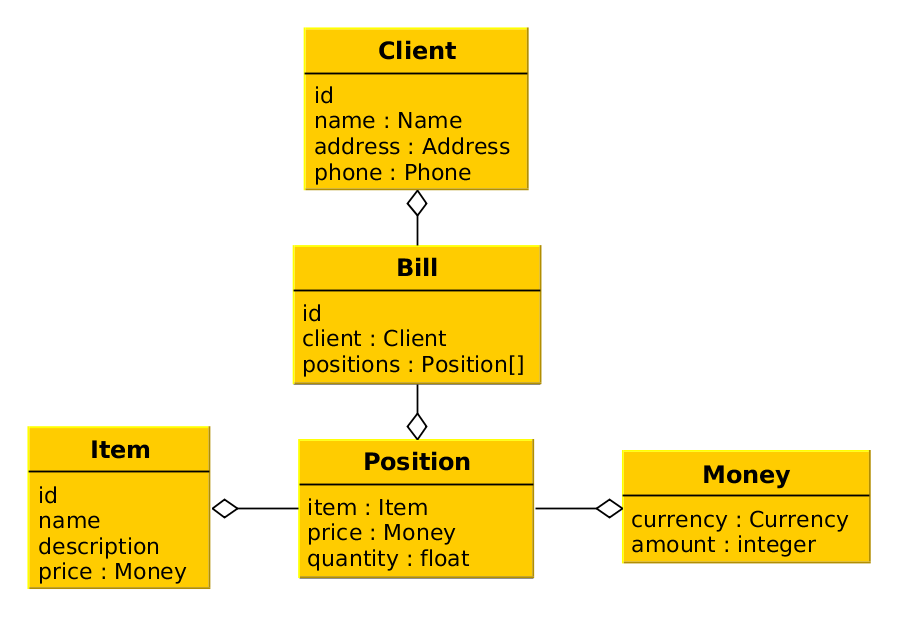 Client
id
name : Name
address : Address
phone : Phone
Bill
id
client : Client
positions : Position[]
Item
id
name
description
price : Money
Position
item : Item
price : Money
quantity : float
Money
currency : Currency
amount : integer